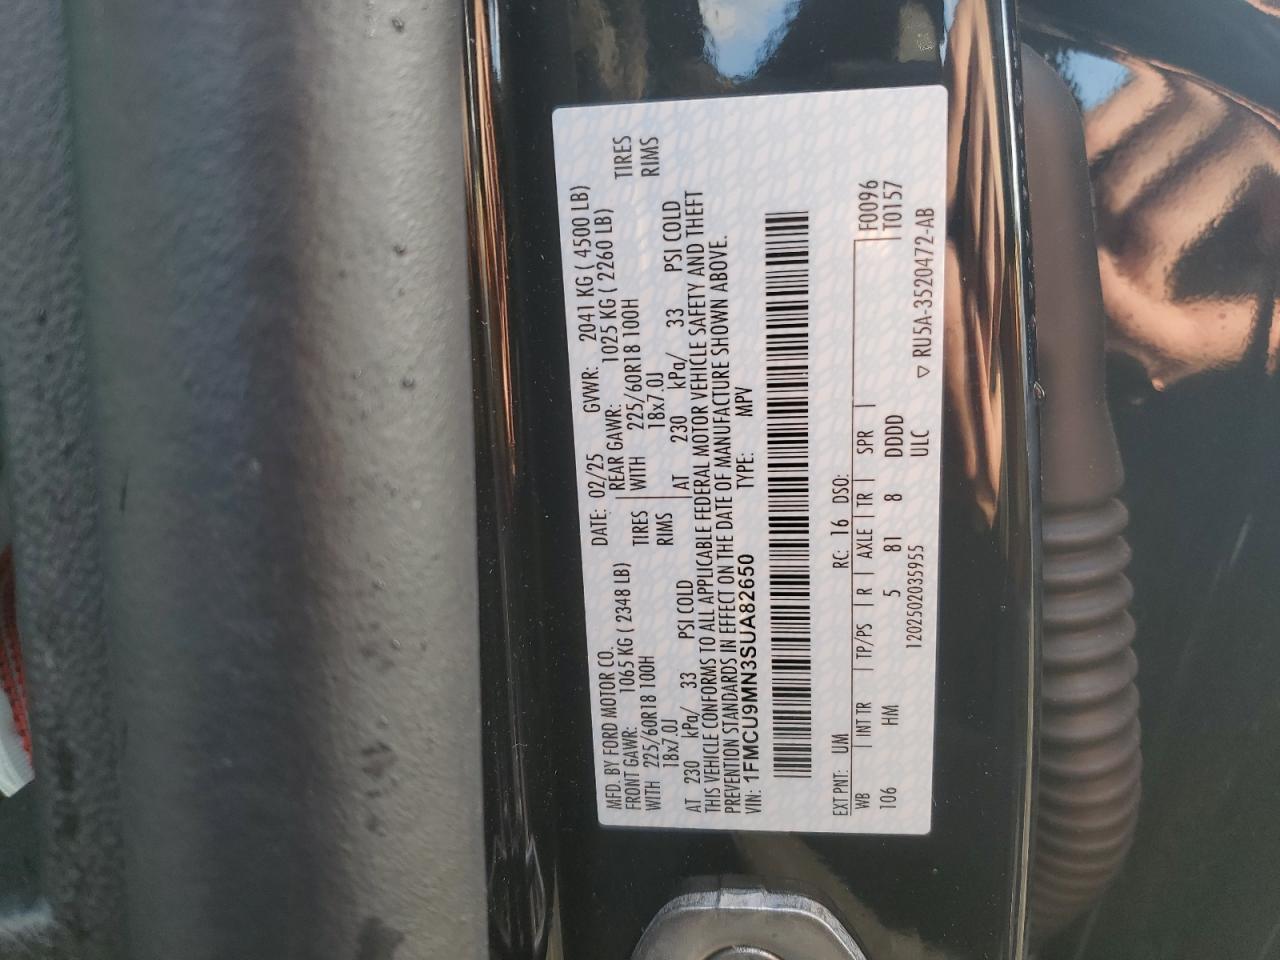 MFD. BY FORD MOTOR CO. DATE: 02/25 GVWR: 2041 KG ( 4500 LB)
FRONT GAWR: 1065 KG ( 2348 LB) REAR GAWR: 1025 KG ( 2260 LB)
WITH 225/60R18 100H TIRES WITH 225/60R18 100H TIRES
18x7.0J RIMS 18x7.0J RIMS
AT 230 kPa/ 33 PSI COLD AT 230 kPa/ 33 PSI COLD
THIS VEHICLE CONFORMS TO ALL APPLICABLE FEDERAL MOTOR VEHICLE SAFETY AND THEFT
PREVENTION STANDARDS IN EFFECT ON THE DATE OF MANUFACTURE SHOWN ABOVE.
VIN: 1FMCU9MN3SUA82650 TYPE: MPV
EXT PNT: UM RC: 16 DSO:
WB INT TR TP/PS R AXLE TR SPR F0096
106 HM 5 81 8 DDDD T0157
120250203595​5 ULC ▽ RU5A-3520472-AB